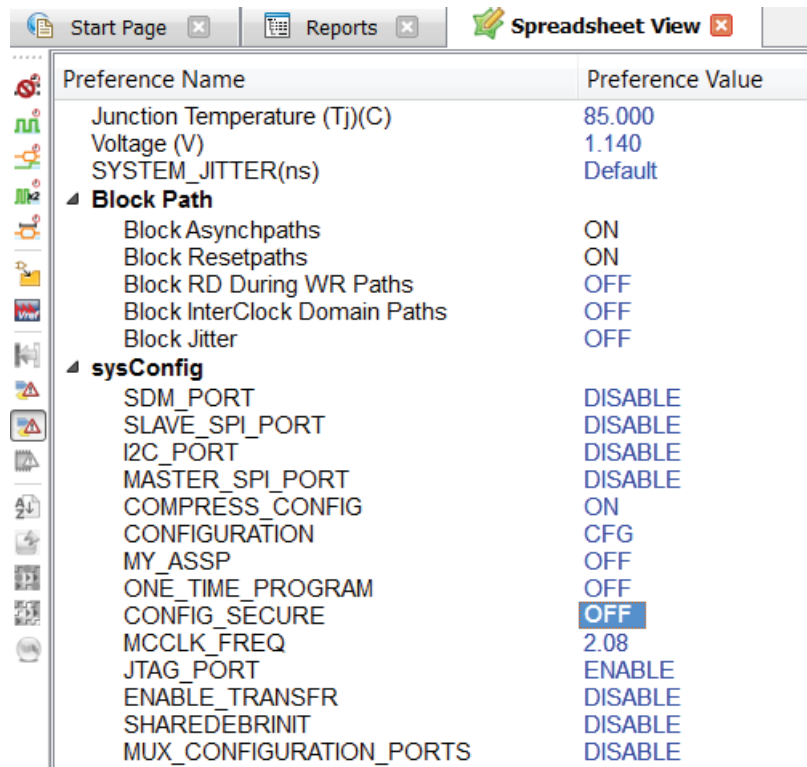 Start Page Reports Spreadsheet View
Preference Name Preference Value
Junction Temperature (Tj)(C) 85.000
Voltage (V) 1.140
SYSTEM_JITTER(ns) Default
Block Path
Block Asynchpaths ON
Block Resetpaths ON
Block RD During WR Paths OFF
Block InterClock Domain Paths OFF
Block Jitter OFF
sysConfig
SDM_PORT DISABLE
SLAVE_SPI_PORT DISABLE
I2C_PORT DISABLE
MASTER_SPI_PORT DISABLE
COMPRESS_CONFIG ON
CONFIGURATION CFG
MY_ASSP OFF
ONE_TIME_PROGRAM OFF
CONFIG_SECURE OFF
MCCLK_FREQ 2.08
JTAG_PORT ENABLE
ENABLE_TRANSFR DISABLE
SHAREDEBRINIT DISABLE
MUX_CONFIGURATION_PORTS DISABLE